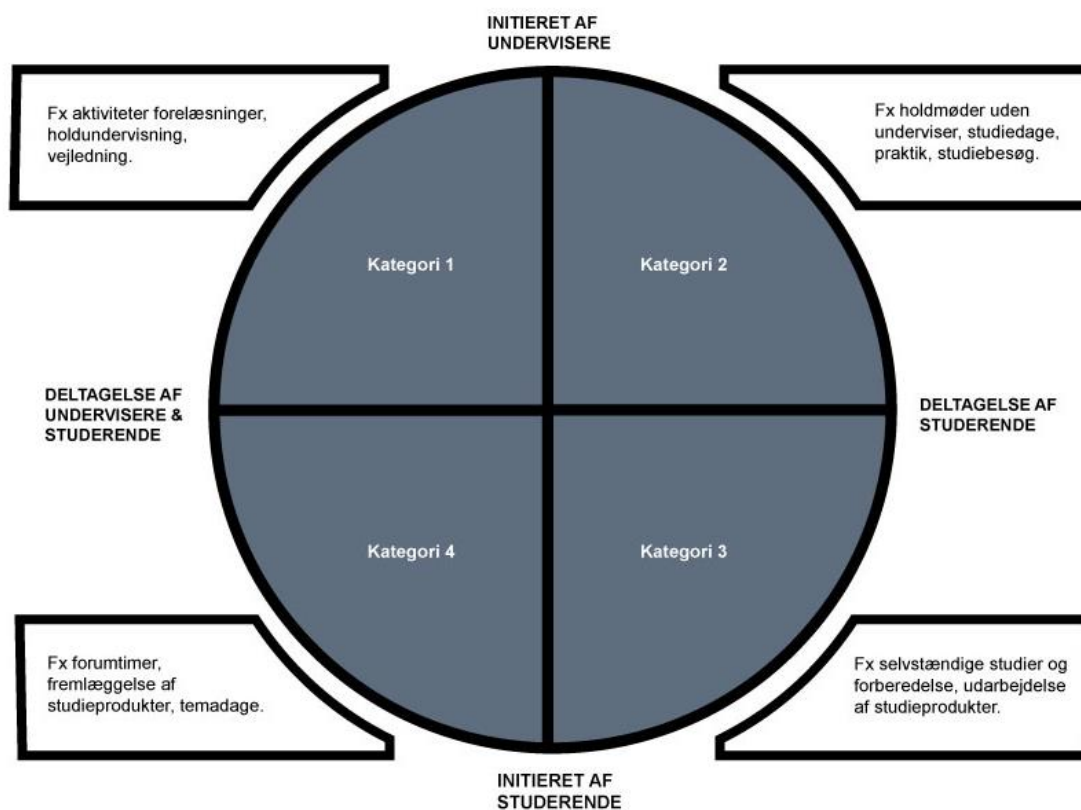 INITIERET AF
UNDERVISERE
Fx aktiviteter forelæsninger,
holdundervisning,
vejledning.
Fx holdmøder uden
underviser, studiedage,
praktik, studiebesøg.
Kategori 1
Kategori 2
DELTAGELSE AF
UNDERVISERE &
STUDERENDE
DELTAGELSE AF
STUDERENDE
Kategori 4
Kategori 3
Fx forumtimer,
fremlæggelse af
studieprodukter, temadage.
Fx selvstændige studier og
forberedelse, udarbejdelse
af studieprodukter.
INITIERET AF
STUDERENDE